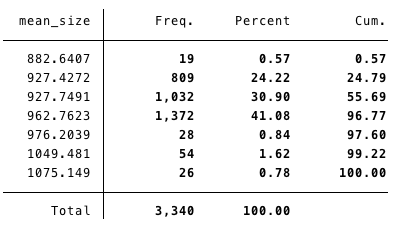 mean_size Freq. Percent Cum.
882.6407 19 0.57 0.57
927.4272 809 24.22 24.79
927.7491 1,032 30.90 55.69
962.7623 1,372 41.08 96.77
976.2039 28 0.84 97.60
1049.481 54 1.62 99.22
1075.149 26 0.78 100.00
Total 3,340 100.00